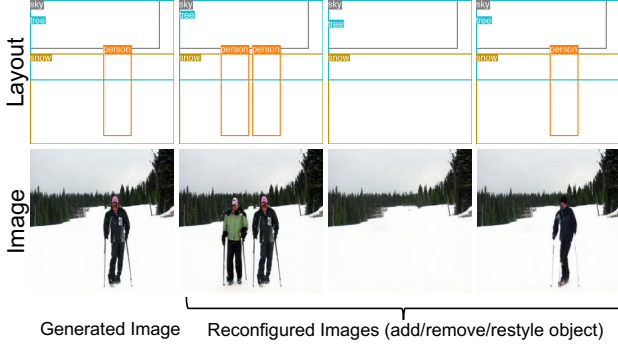 Layout
sky
tree
person
snow
sky
tree
person
person
snow
sky
tree
snow
sky
tree
person
snow
Image
Generated Image
Reconfigured Images (add/remove/restyle object)